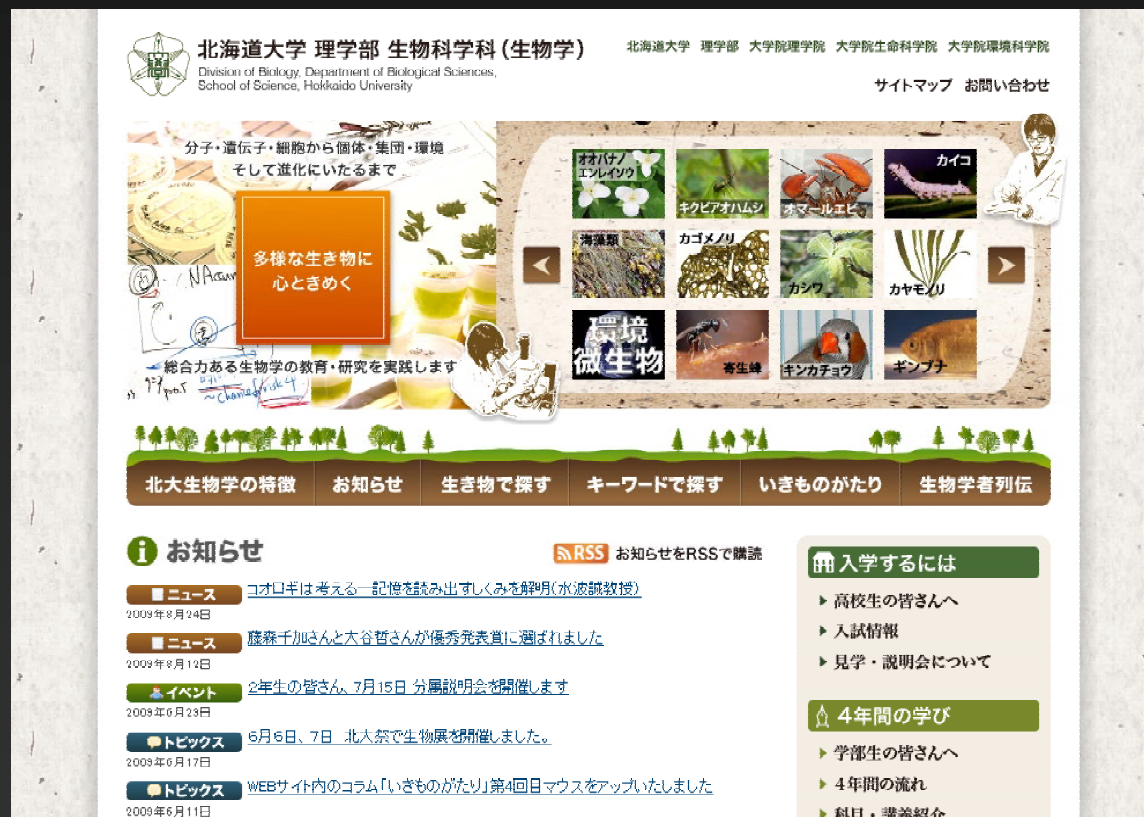 北海道大学 理学部 生物科学科（生物学）
Division of Biology, Department of Biological Sciences,
School of Science, Hokkaido University
北海道大学 理学部 大学院理学院 大学院生命科学院 大学院環境科学院
サイトマップ お問い合わせ
分子・遺伝子・細胞から個体・集団・環境
そして進化にいたるまで
多様な生き物に
心ときめく
総合力ある生物学の教育・研究を実践します
オオバナノ
エンレイソウ
キクビアオハムシ
オマールエビ
カイコ
海藻類
カゴメノリ
カシワ
カヤモノリ
環境
微生物
寄生蜂
キンカチョウ
ギンブナ
北大生物学の特徴 お知らせ 生き物で探す キーワードで探す いきものがたり 生物学者列伝
お知らせ
RSS お知らせをRSSで購読
ニュース コオロギは考える―記憶を読み出すしくみを解明（水波誠教授）
2009年8月24日
ニュース 藤森千加さんと大谷哲さんが優秀発表賞に選ばれました
2009年8月12日
イベント 2年生の皆さん、7月15日 分属説明会を開催します
2009年6月23日
トピックス 6月6日、7日 北大祭で生物展を開催しました。
2009年6月17日
トピックス WEBサイト内のコラム「いきものがたり」第4回目マウスをアップいたしました
2009年6月11日
入学するには
高校生の皆さんへ
入試情報
見学・説明会について
4年間の学び
学部生の皆さんへ
4年間の流れ
科目・講義紹介